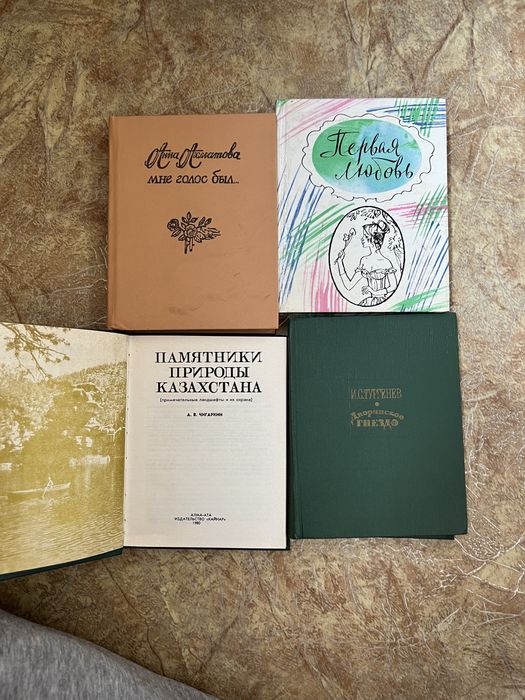 Анна Ахматова
мне голос был...
Первая
любовь
ПАМЯТНИКИ
ПРИРОДЫ
КАЗАХСТАНА
(примечательные ландшафты и их охрана)
А. В. ЧИГАРКИН
АЛМА-АТА
ИЗДАТЕЛЬСТВО «КАЙНАР»
1980
И.С.ТУРГЕНЕВ
Дворянское
ГНЕЗДО